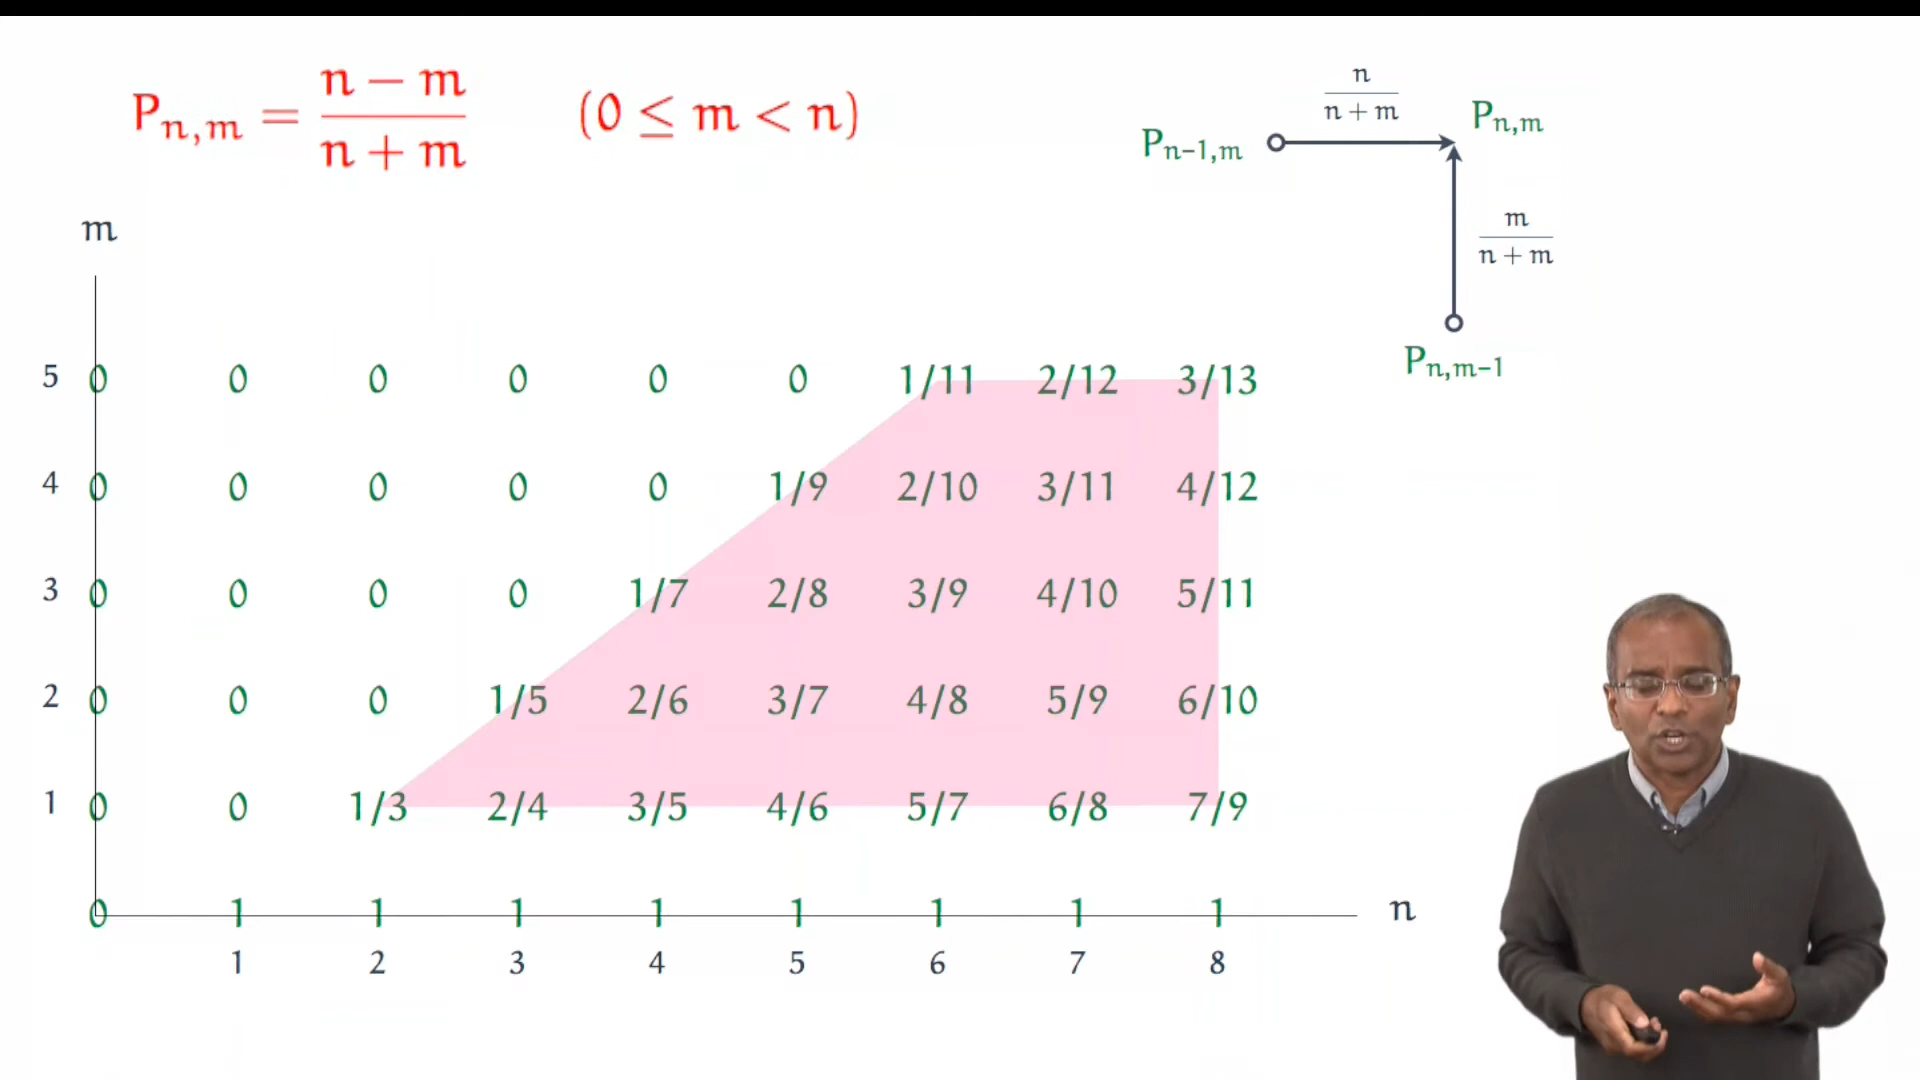 P_{n,m} = \frac{n - m}{n + m} (0 ≤ m < n)
\frac{n}{n + m}
P_{n,m}
P_{n-1,m}
\frac{m}{n + m}
P_{n,m-1}
m
5 0 0 0 0 0 0 1/11 2/12 3/13
4 0 0 0 0 0 1/9 2/10 3/11 4/12
3 0 0 0 0 1/7 2/8 3/9 4/10 5/11
2 0 0 0 1/5 2/6 3/7 4/8 5/9 6/10
1 0 0 1/3 2/4 3/5 4/6 5/7 6/8 7/9
0 1 1 1 1 1 1 1 1 n
1 2 3 4 5 6 7 8